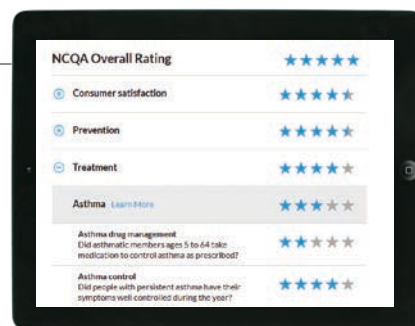 NCQA Overall Rating
Consumer satisfaction
Prevention
Treatment
Asthma Learn More
Asthma drug management
Did asthmatic members ages 5 to 64 take
medication to control asthma as prescribed?
Asthma control
Did people with persistent asthma have their
symptoms well controlled during the year?